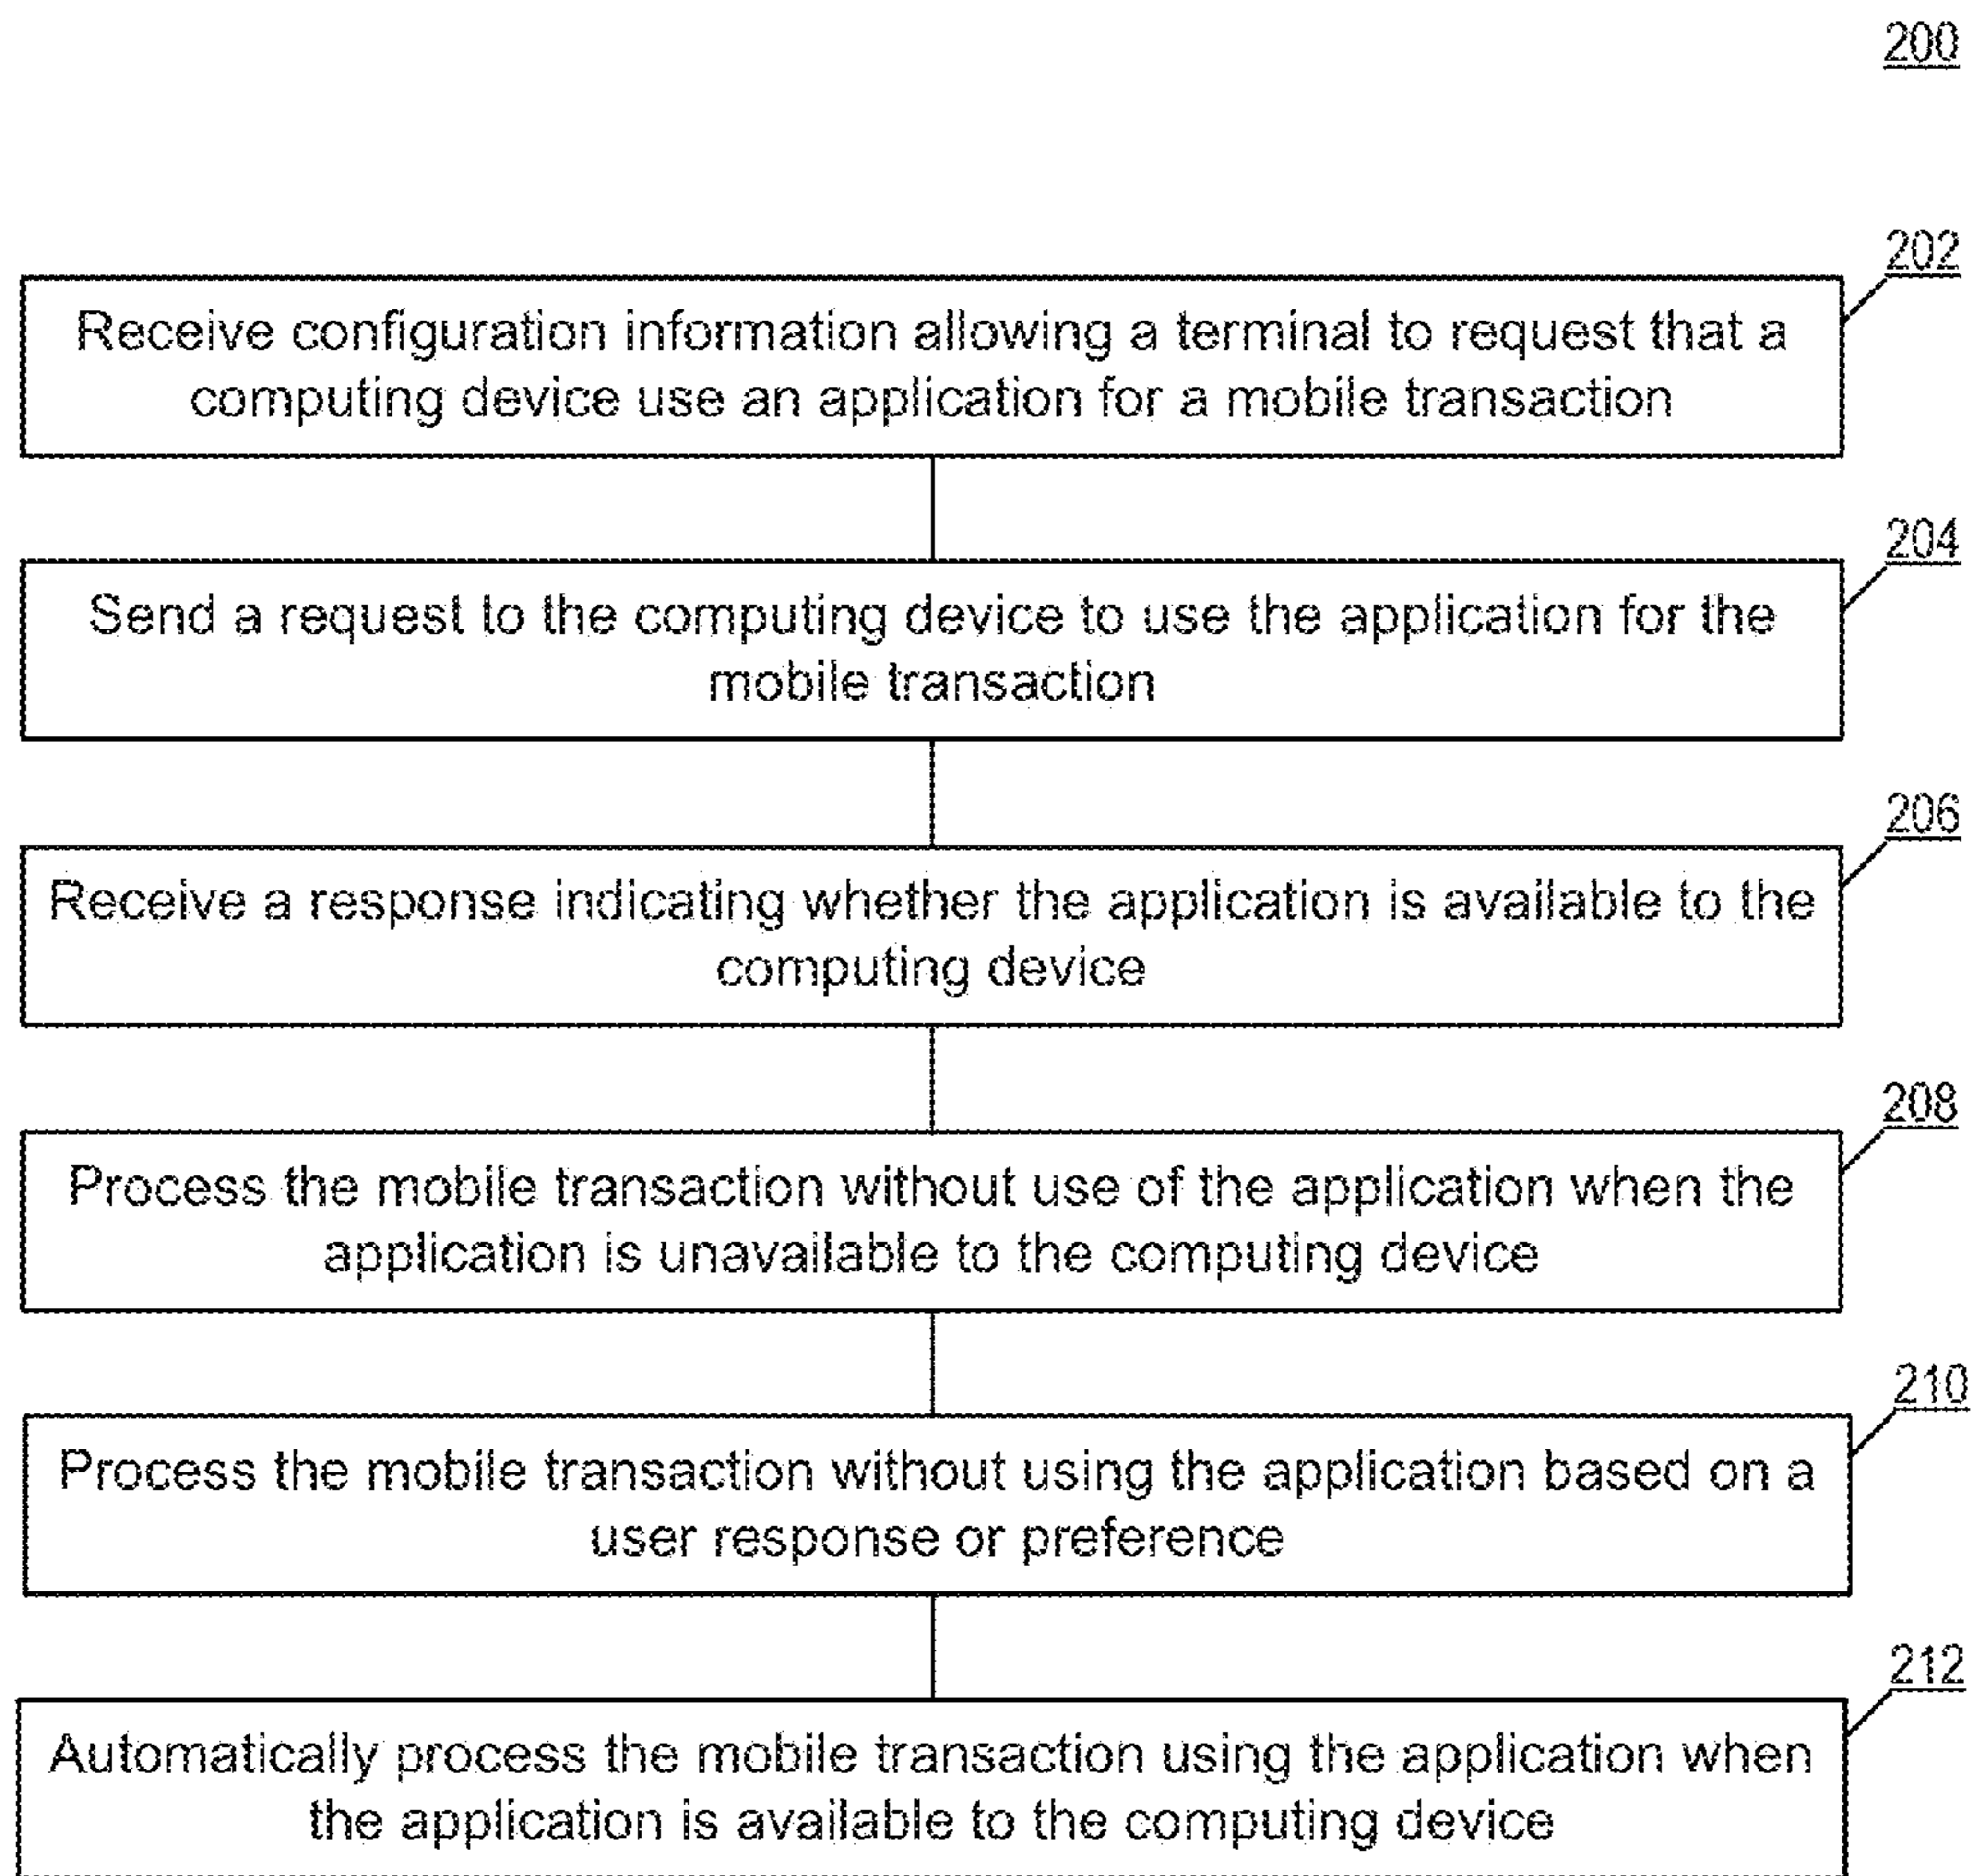 200
202
Receive configuration information allowing a terminal to request that a
computing device use an application for a mobile transaction
204
Send a request to the computing device to use the application for the
mobile transaction
206
Receive a response indicating whether the application is available to the
computing device
208
Process the mobile transaction without use of the application when the
application is unavailable to the computing device
210
Process the mobile transaction without using the application based on a
user response or preference
212
Automatically process the mobile transaction using the application when
the application is available to the computing device